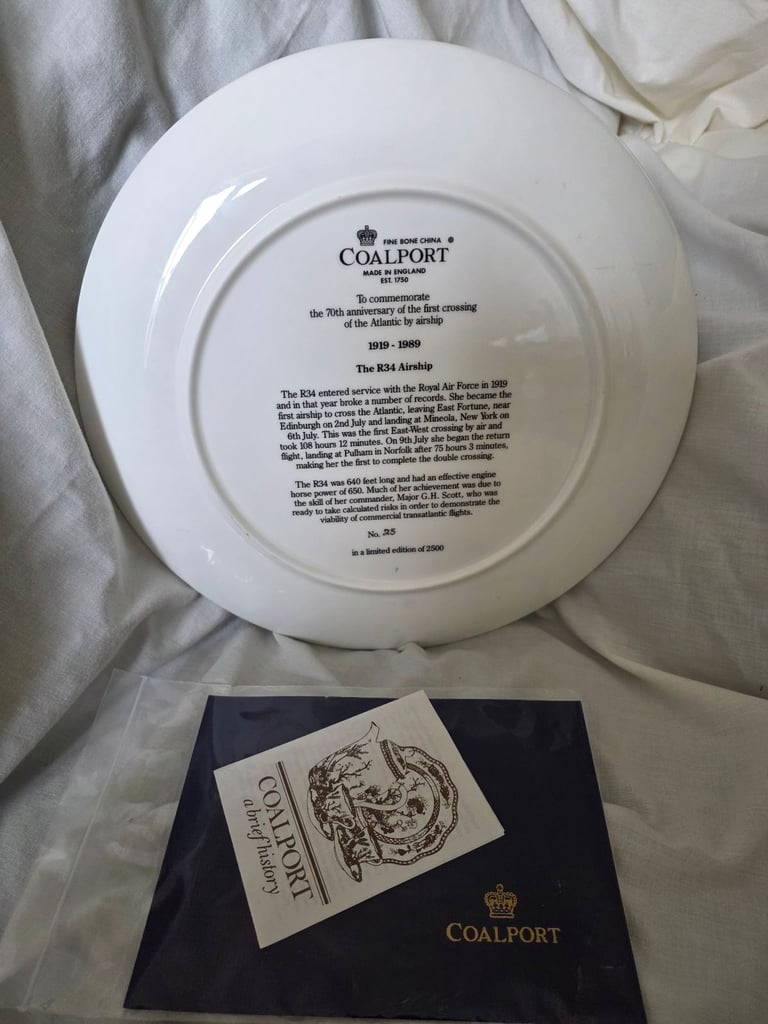 FINE BONE CHINA ®
COALPORT
MADE IN ENGLAND
EST. 1750
To commemorate
the 70th anniversary of the first crossing
of the Atlantic by airship
1919 - 1989
The R34 Airship
The R34 entered service with the Royal Air Force in 1919
and in that year broke a number of records. She became the
first airship to cross the Atlantic, leaving East Fortune, near
Edinburgh on 2nd July and landing at Mineola, New York on
6th July. This was the first East-West crossing by air and
took 108 hours 12 minutes. On 9th July she began the return
flight, landing at Pulham in Norfolk after 75 hours 3 minutes,
making her the first to complete the double crossing.
The R34 was 640 feet long and had an effective engine
horse power of 650. Much of her achievement was due to
the skill of her commander, Major G.H. Scott, who was
ready to take calculated risks in order to demonstrate the
viability of commercial transatlantic flights.
No. 25
in a limited edition of 2500
COALPORT
a brief history
COALPORT